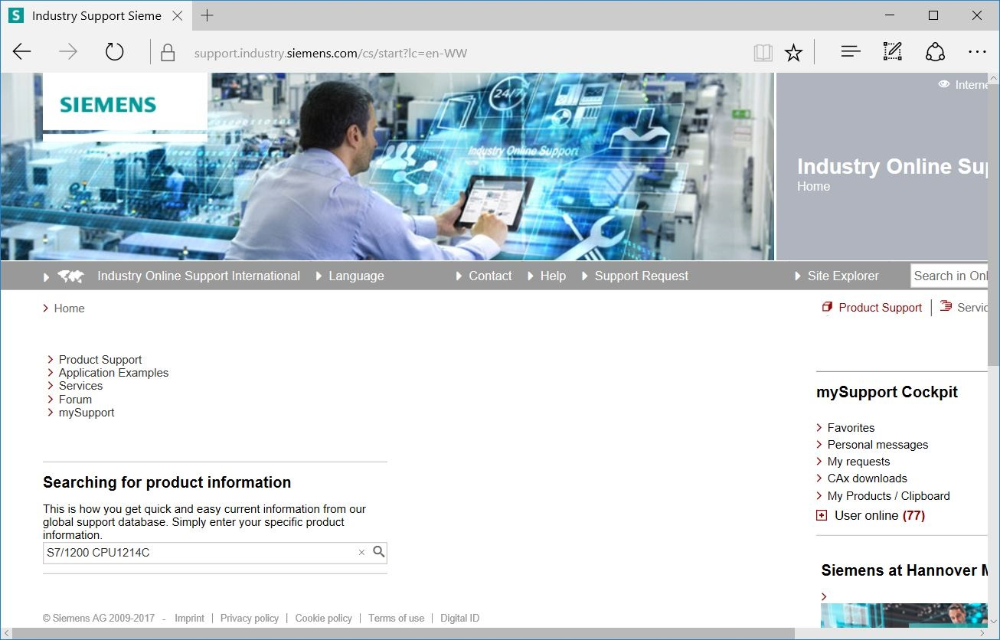 Industry Support Sieme
support.industry.siemens.com/cs/start?lc=en-WW
SIEMENS
24/7
Industry Online Support
Home
Industry Online Sup
Home
Industry Online Support International
Language
Contact
Help
Support Request
Site Explorer
Search in Onl
Home
Product Support
Servic
Product Support
Application Examples
Services
Forum
mySupport
Searching for product information
This is how you get quick and easy current information from our
global support database. Simply enter your specific product
information.
S7/1200 CPU1214C
mySupport Cockpit
Favorites
Personal messages
My requests
CAx downloads
My Products / Clipboard
User online (77)
Siemens at Hannover M
© Siemens AG 2009-2017 - Imprint | Privacy policy | Cookie policy | Terms of use | Digital ID